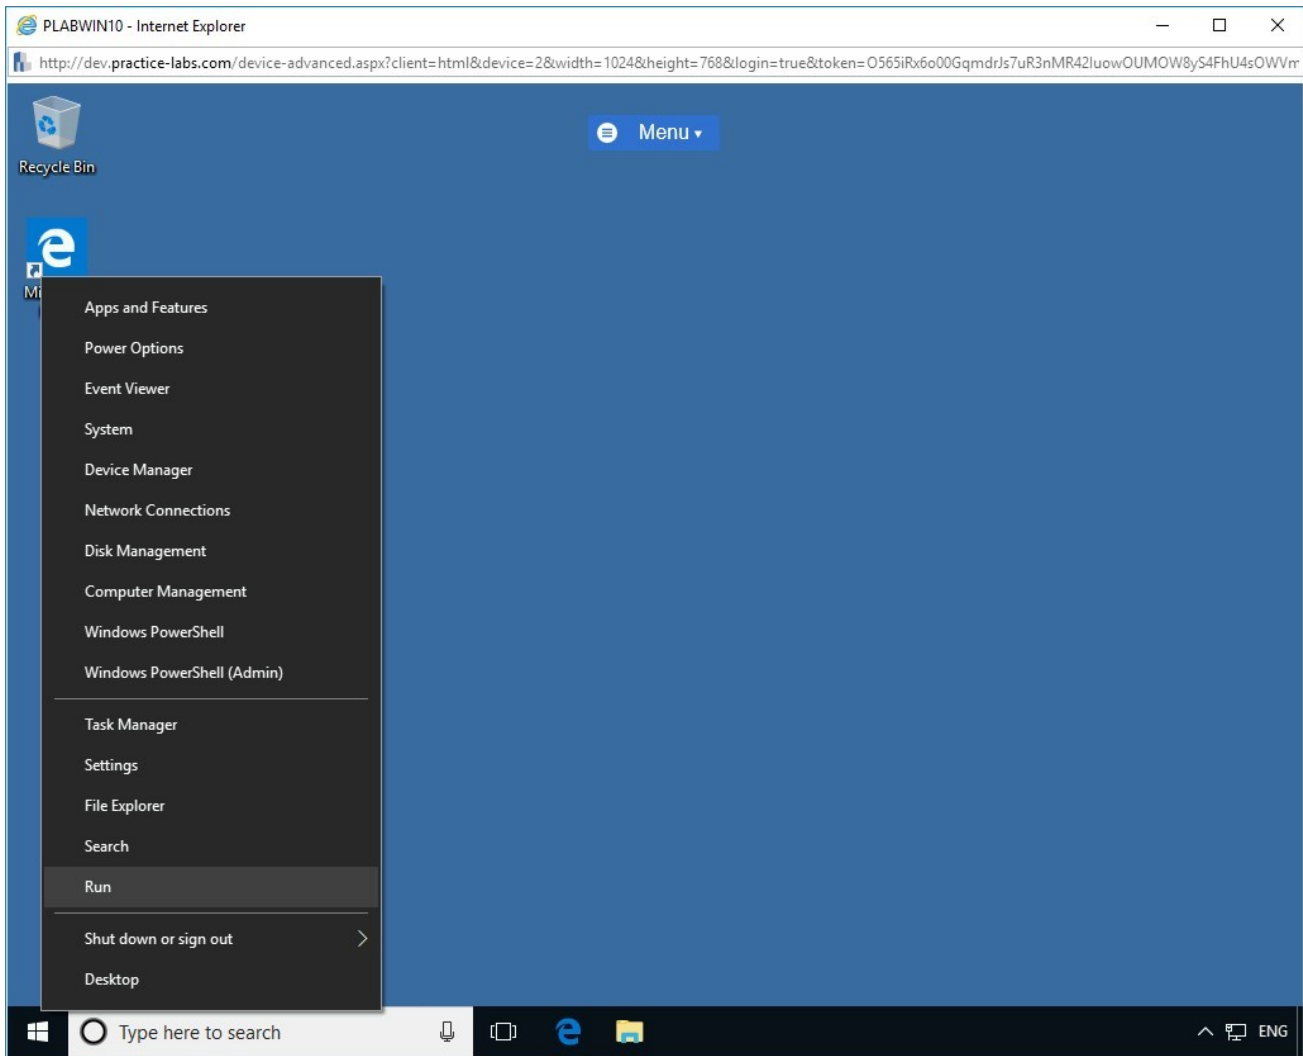 PLABWIN10 - Internet Explorer
http://dev.practice-labs.com/device-advanced.aspx?client=html&device=2&width=1024&height=768&login=true&token=O565iRx6o00GqmdrJs7uR3nMR42IuowOUMOW8yS4FhU4sOWVm
Menu
Recycle Bin
Mi
Apps and Features
Power Options
Event Viewer
System
Device Manager
Network Connections
Disk Management
Computer Management
Windows PowerShell
Windows PowerShell (Admin)
Task Manager
Settings
File Explorer
Search
Run
Shut down or sign out
Desktop
Type here to search
ENG